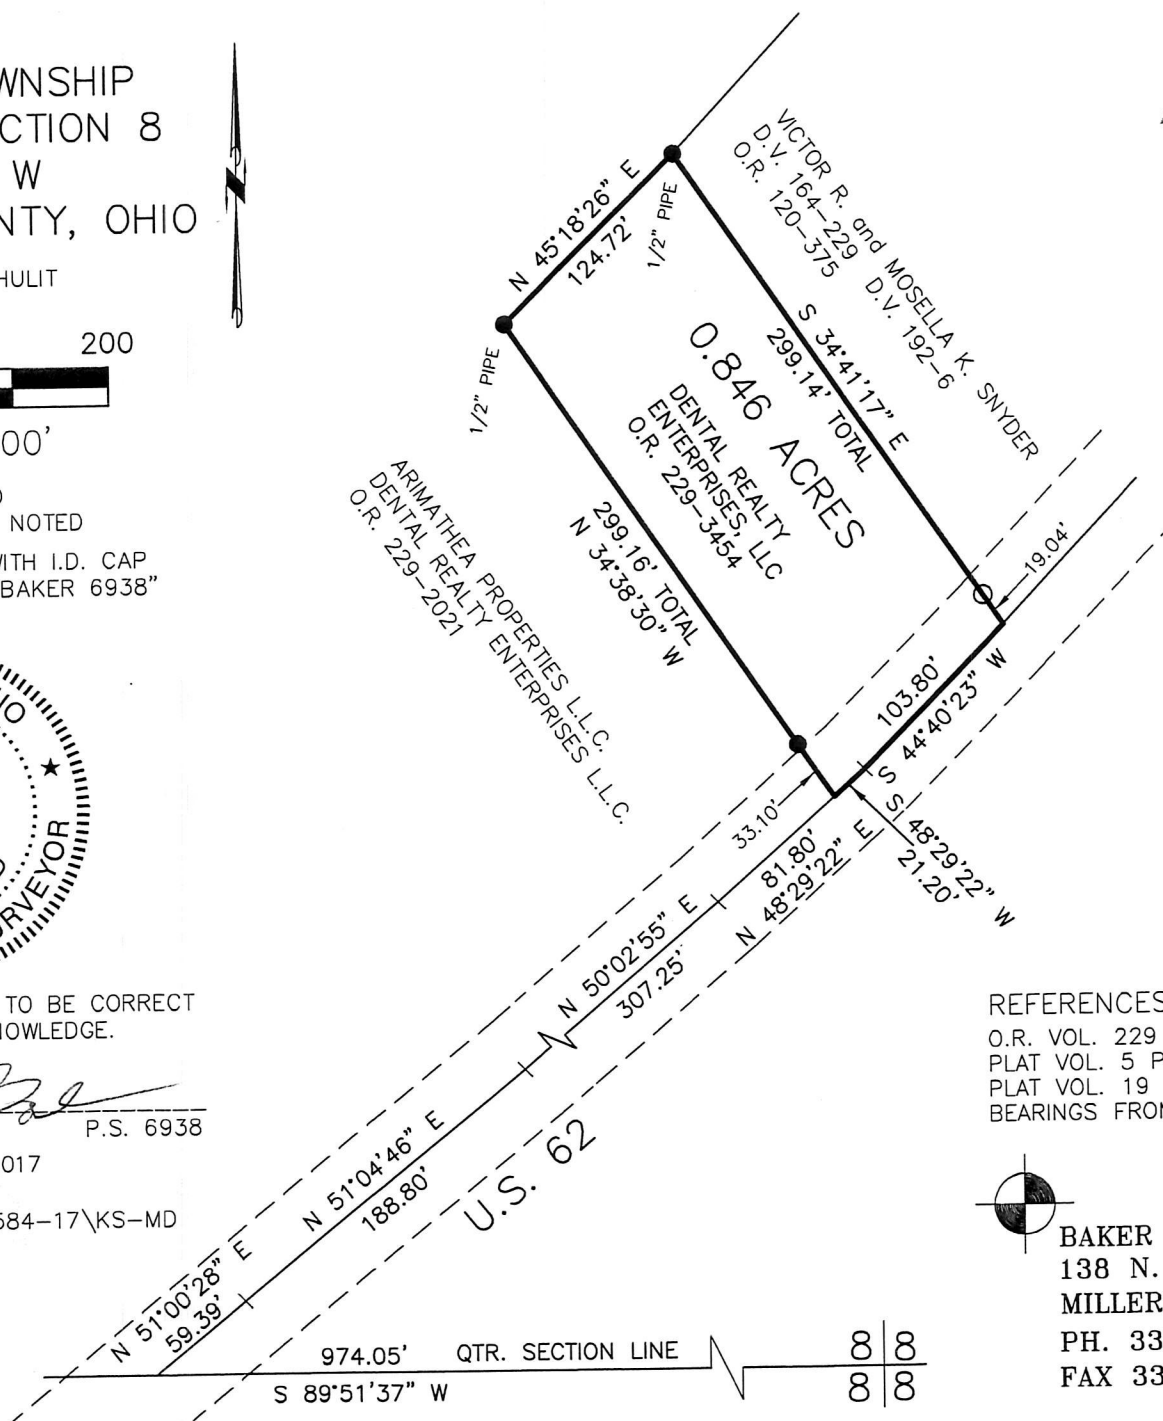 WNSHIP
CTION 8
W
NTY, OHIO
HULIT
200
00'
NOTED
WITH I.D. CAP
BAKER 6938"
IO
★
SURVEYOR
TO BE CORRECT
NOWLEDGE.
P.S. 6938
017
584-17\KS-MD
N 45°18'26" E
124.72'
1/2" PIPE
1/2" PIPE
VICTOR R. and MOSELLA K. SNYDER
D.V. 164-229 D.V. 192-6
O.R. 120-375
S 34°41'17" E
299.14' TOTAL
0.846 ACRES
DENTAL REALTY
ENTERPRISES, LLC
O.R. 229-3454
299.16' TOTAL
N 34°38'30" W
ARIMATHEA PROPERTIES L.L.C.
DENTAL REALTY ENTERPRISES L.L.C.
O.R. 229-2021
19.04'
103.80'
S 44°40'23" W
S 48°29'22" W
21.20'
33.10'
81.80'
N 48°29'22" E
N 50°02'55" E
307.25'
N 51°04'46" E
188.80'
U.S. 62
N 51°00'28" E
59.39'
974.05' QTR. SECTION LINE
S 89°51'37" W
8 8
8 8
REFERENCES
O.R. VOL. 229
PLAT VOL. 5 P
PLAT VOL. 19
BEARINGS FROM
BAKER
138 N.
MILLER
PH. 33
FAX 33